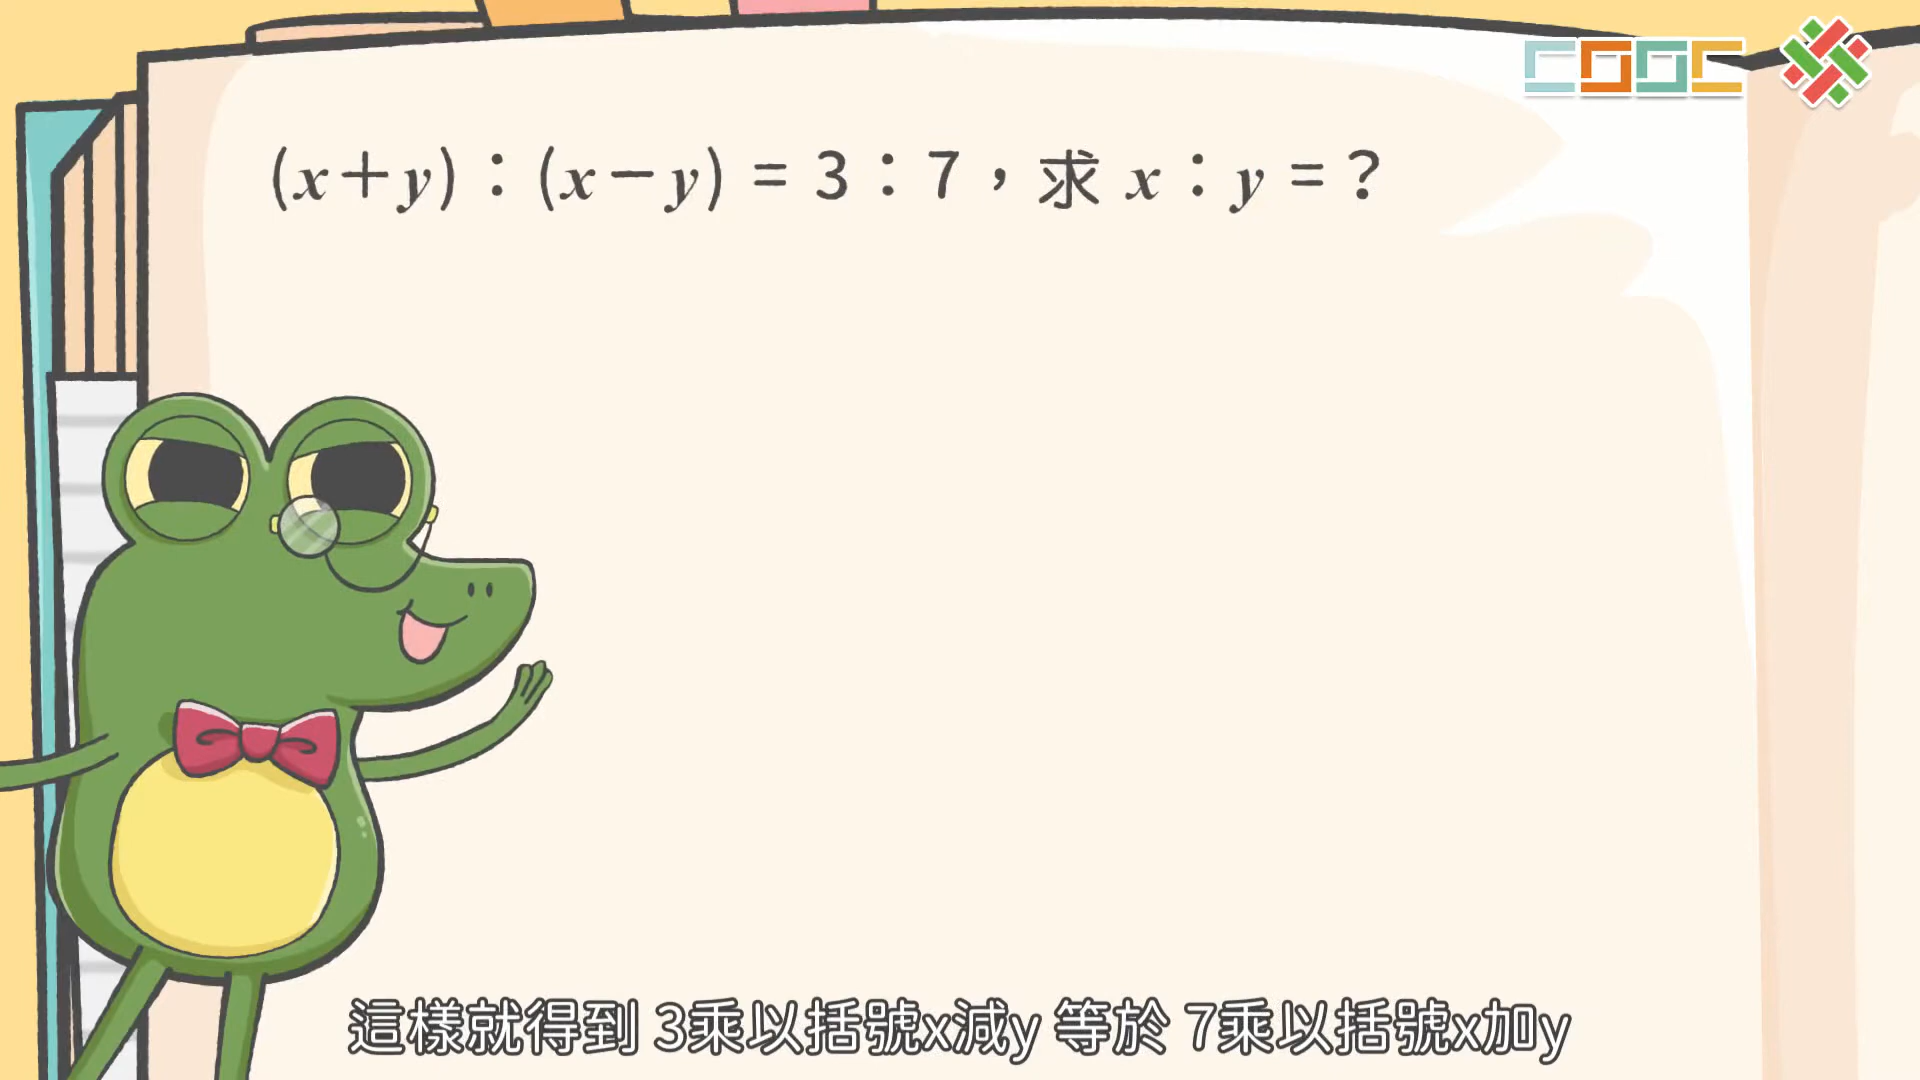 COOC
(x+y)：(x−y) = 3：7，求 x：y =？
這樣就得到 3乘以括號x減y 等於 7乘以括號x加y